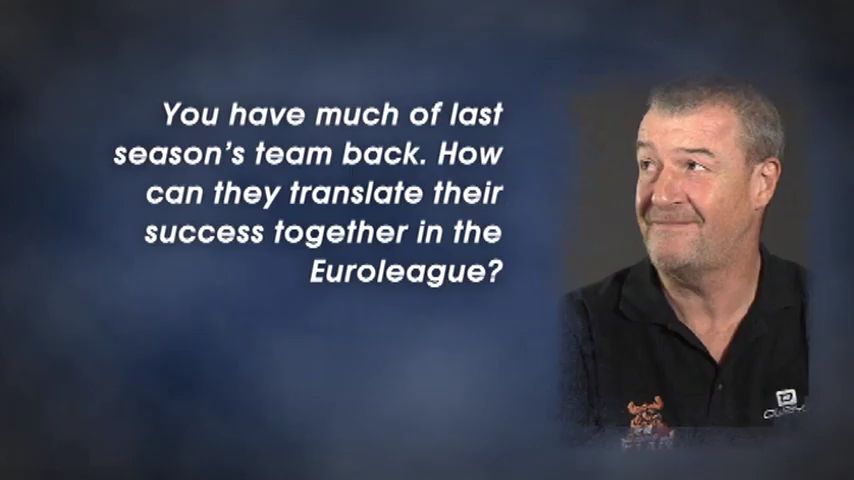 You have much of last
season's team back. How
can they translate their
success together in the
Euroleague?